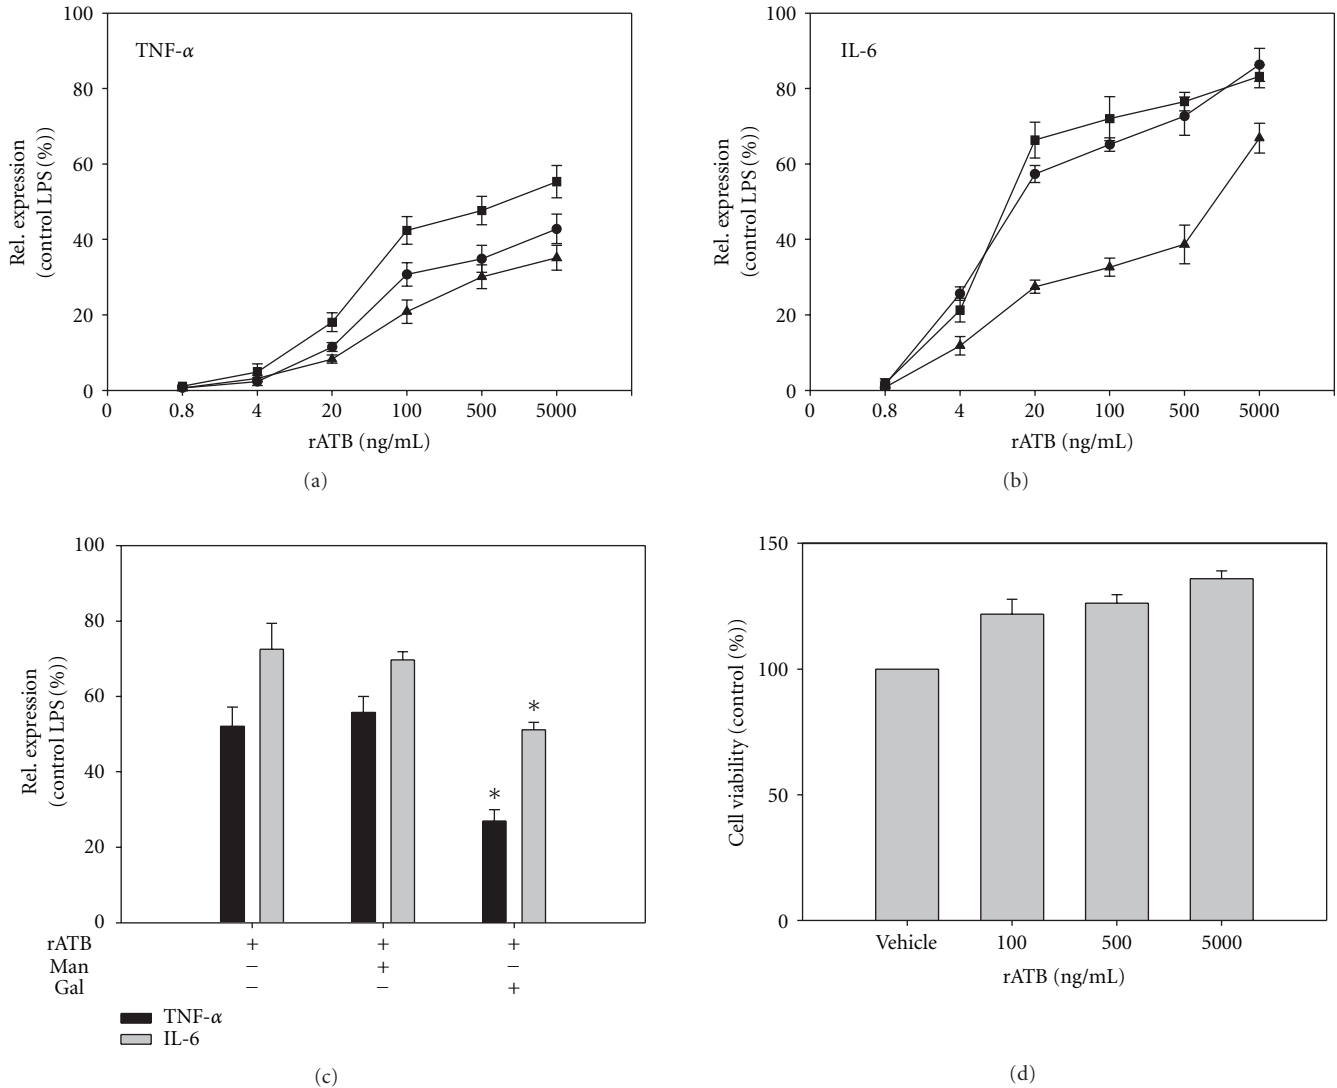 100
80
60
40
20
0
TNF-α
Rel. expression
(control LPS (%))
0 0.8 4 20 100 500 5000
rATB (ng/mL)
(a)
100
80
60
40
20
0
IL-6
Rel. expression
(control LPS (%))
0 0.8 4 20 100 500 5000
rATB (ng/mL)
(b)
100
80
60
40
20
0
Rel. expression
(control LPS (%))
*
*
rATB + + +
Man − + −
Gal − − +
TNF-α
IL-6
(c)
150
100
50
0
Cell viability (control (%))
Vehicle 100 500 5000
rATB (ng/mL)
(d)